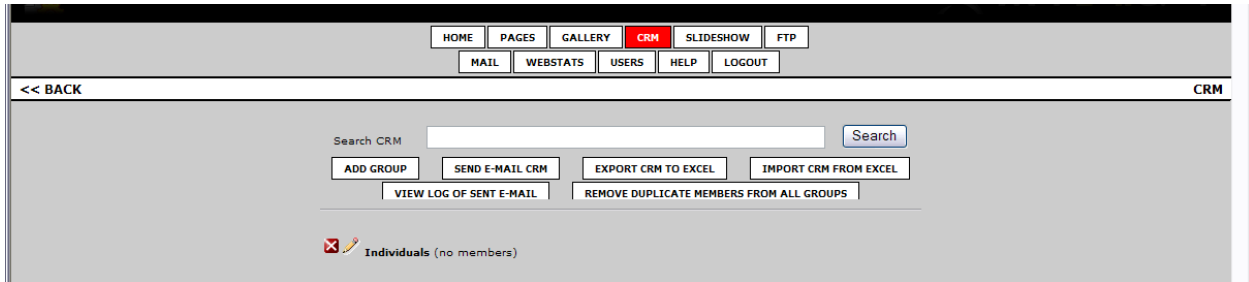 HOME PAGES GALLERY CRM SLIDESHOW FTP
MAIL WEBSTATS USERS HELP LOGOUT
<< BACK CRM
Search CRM Search
ADD GROUP SEND E-MAIL CRM EXPORT CRM TO EXCEL IMPORT CRM FROM EXCEL
VIEW LOG OF SENT E-MAIL REMOVE DUPLICATE MEMBERS FROM ALL GROUPS
Individuals (no members)